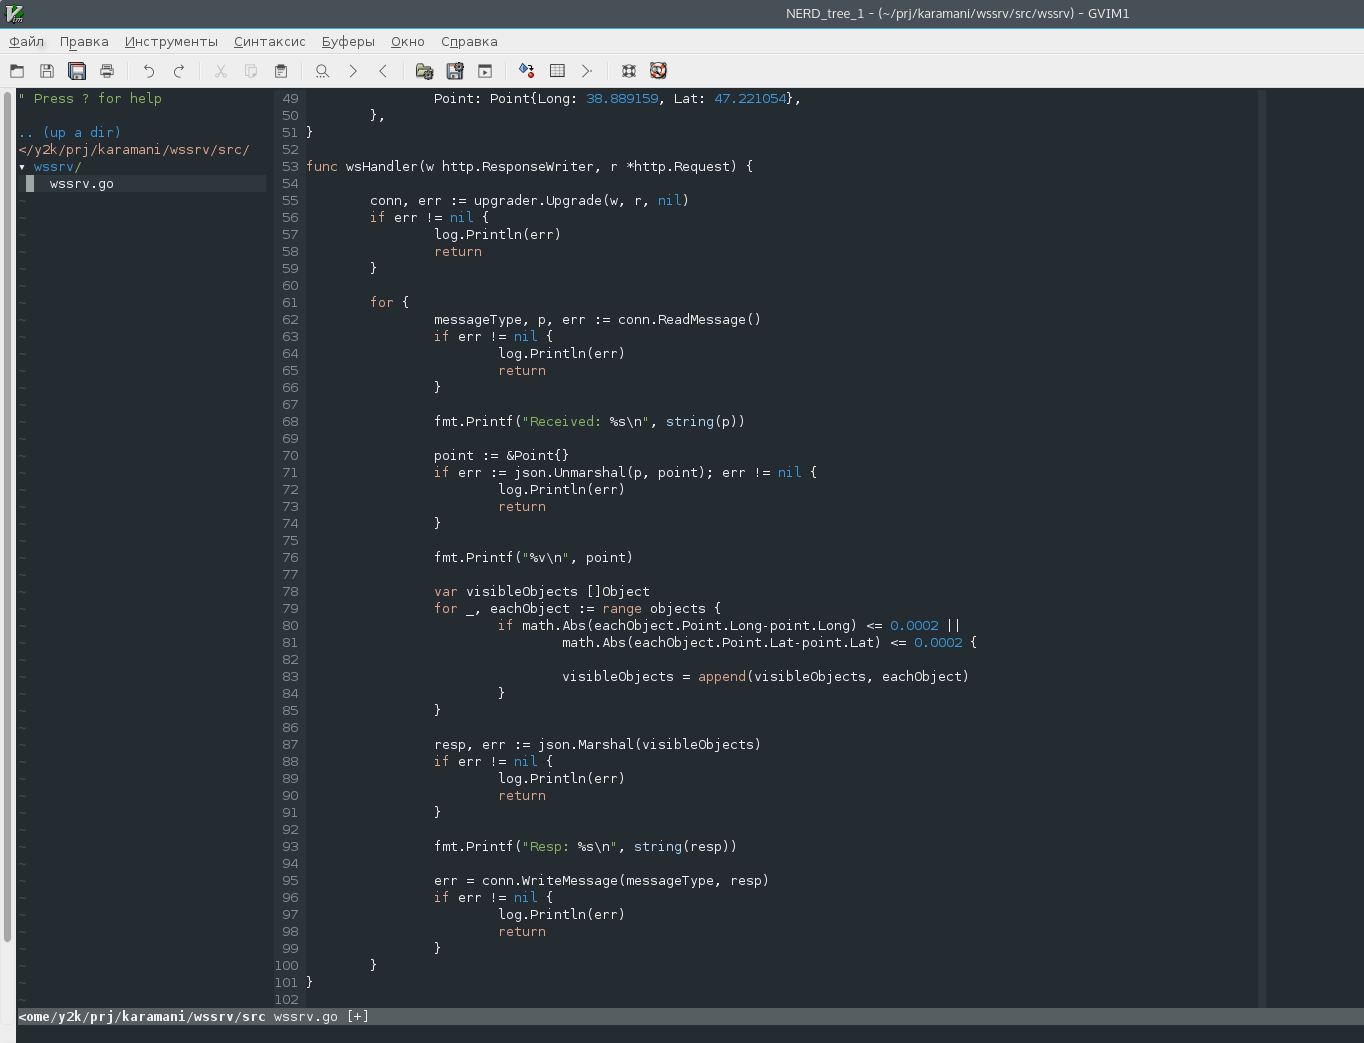 NERD_tree_1 - (~/prj/karamani/wssrv/src/wssrv) - GVIM1
Файл Правка Инструменты Синтаксис Буферы Окно Справка
" Press ? for help
.. (up a dir)
</y2k/prj/karamani/wssrv/src/
▾ wssrv/
wssrv.go
49 Point: Point{Long: 38.889159, Lat: 47.221054},
50 },
51 }
52
53 func wsHandler(w http.ResponseWriter, r *http.Request) {
54
55 conn, err := upgrader.Upgrade(w, r, nil)
56 if err != nil {
57 log.Println(err)
58 return
59 }
60
61 for {
62 messageType, p, err := conn.ReadMessage()
63 if err != nil {
64 log.Println(err)
65 return
66 }
67
68 fmt.Printf("Received: %s\n", string(p))
69
70 point := &Point{}
71 if err := json.Unmarshal(p, point); err != nil {
72 log.Println(err)
73 return
74 }
75
76 fmt.Printf("%v\n", point)
77
78 var visibleObjects []Object
79 for _, eachObject := range objects {
80 if math.Abs(eachObject.Point.Long-point.Long) <= 0.0002 ||
81 math.Abs(eachObject.Point.Lat-point.Lat) <= 0.0002 {
82
83 visibleObjects = append(visibleObjects, eachObject)
84 }
85 }
86
87 resp, err := json.Marshal(visibleObjects)
88 if err != nil {
89 log.Println(err)
90 return
91 }
92
93 fmt.Printf("Resp: %s\n", string(resp))
94
95 err = conn.WriteMessage(messageType, resp)
96 if err != nil {
97 log.Println(err)
98 return
99 }
100 }
101 }
102
<ome/y2k/prj/karamani/wssrv/src wssrv.go [+]